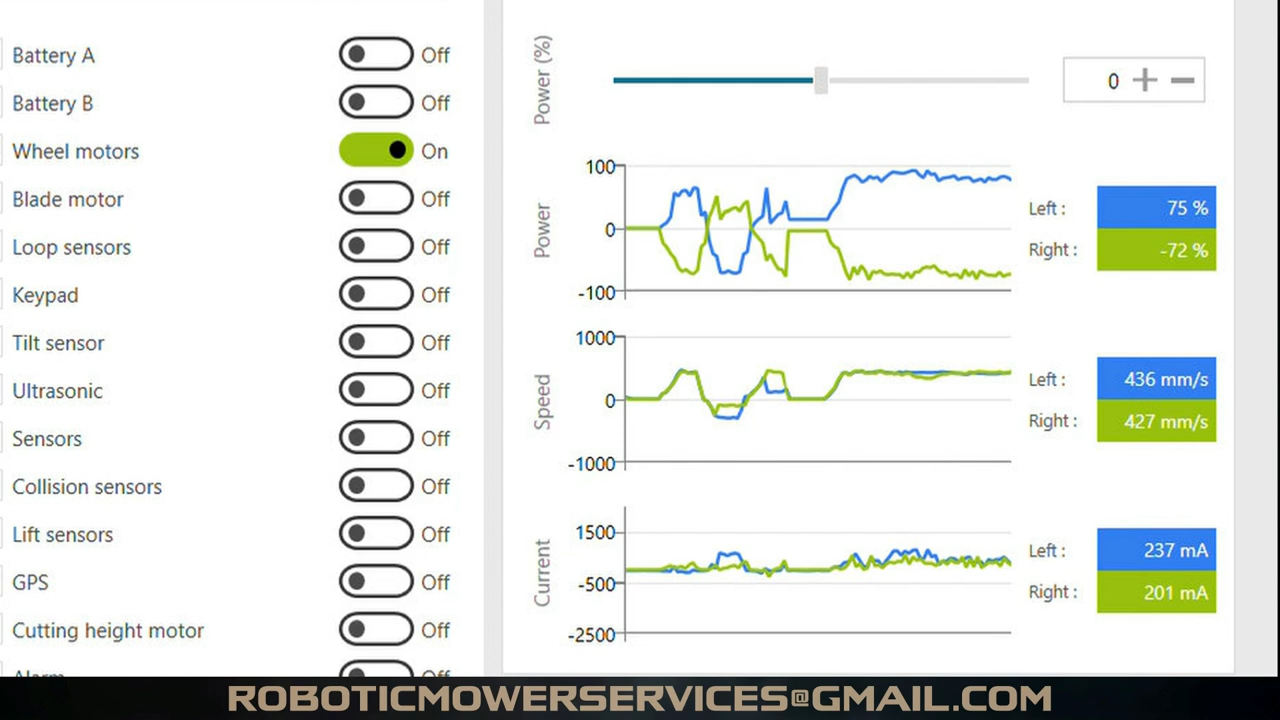 Battery A Off
Battery B Off
Wheel motors On
Blade motor Off
Loop sensors Off
Keypad Off
Tilt sensor Off
Ultrasonic Off
Sensors Off
Collision sensors Off
Lift sensors Off
GPS Off
Cutting height motor Off
Alarm Off
Power (%)
0 + −
Power
100
0
-100
Left : 75 %
Right : -72 %
Speed
1000
0
-1000
Left : 436 mm/s
Right : 427 mm/s
Current
1500
-500
-2500
Left : 237 mA
Right : 201 mA
ROBOTICMOWERSERVICES@GMAIL.COM